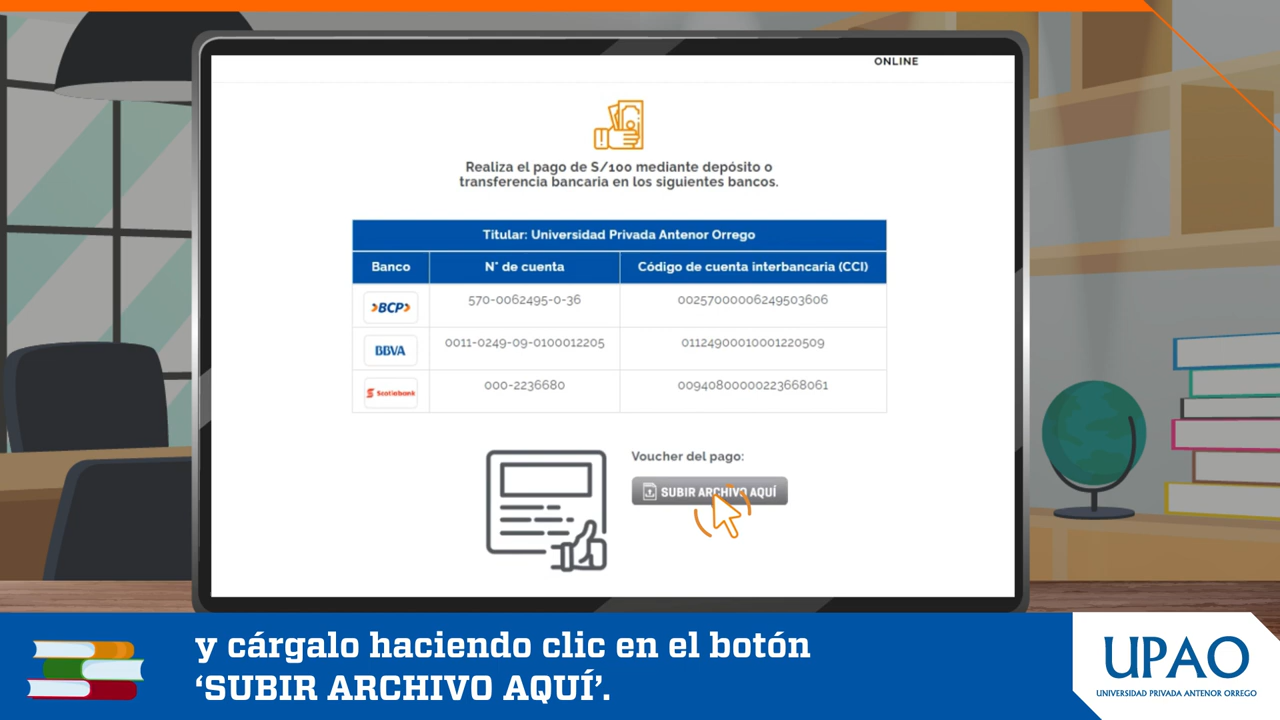 ONLINE
Realiza el pago de S/100 mediante depósito o
transferencia bancaria en los siguientes bancos.
Titular: Universidad Privada Antenor Orrego
Banco N° de cuenta Código de cuenta interbancaria (CCI)
BCP 570-0062495-0-36 00257000006249503606
BBVA 0011-0249-09-0100012205 01124900010001220509
Scotiabank 000-2236680 00940800000223668061
Voucher del pago:
SUBIR ARCHIVO AQUÍ
y cárgalo haciendo clic en el botón
‘SUBIR ARCHIVO AQUÍ’.
UPAO
UNIVERSIDAD PRIVADA ANTENOR ORREGO